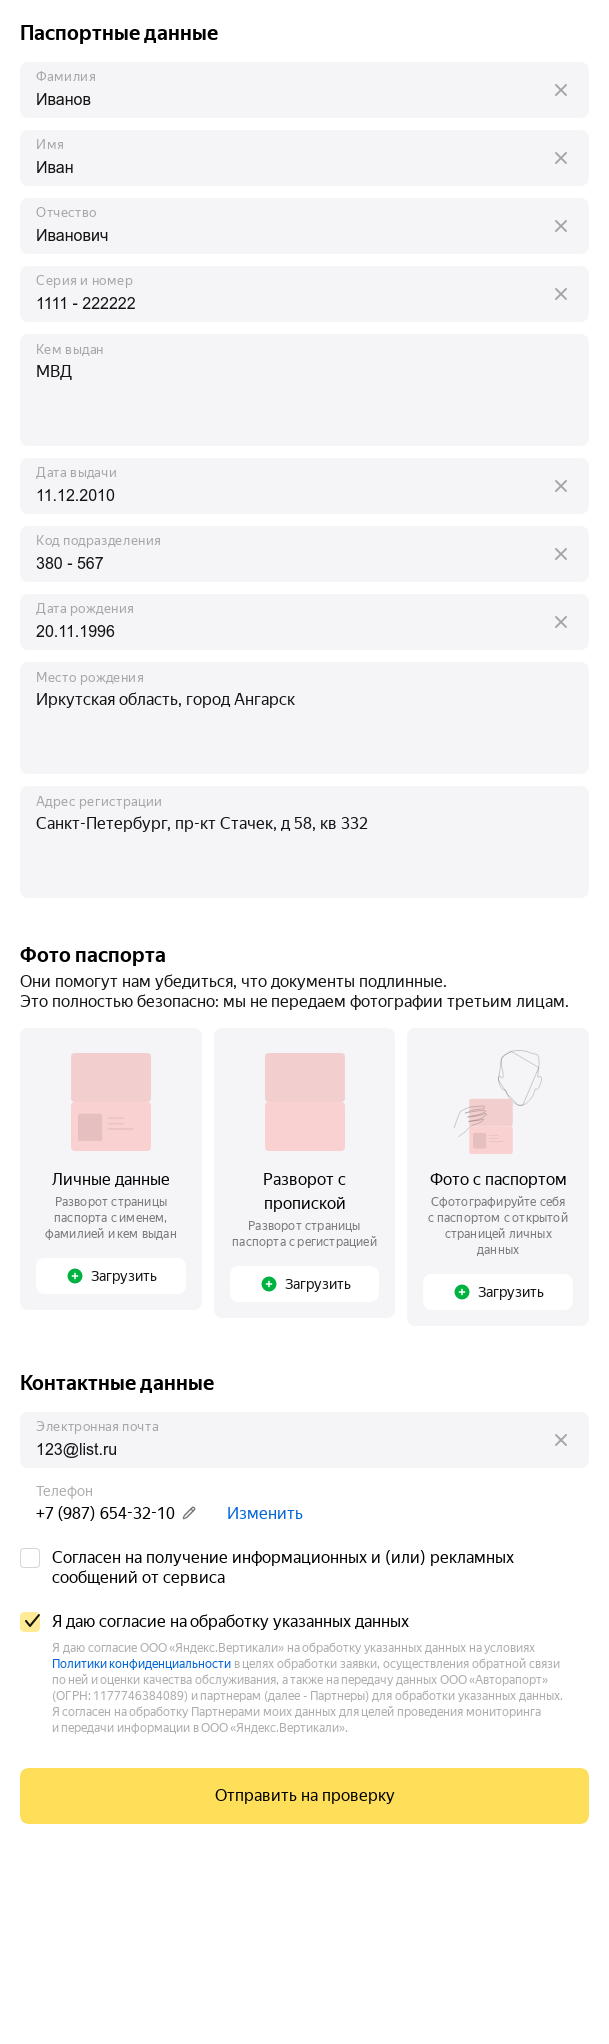 Паспортные данные
Фамилия
Иванов
Имя
Иван
Отчество
Иванович
Серия и номер
1111 - 222222
Кем выдан
МВД
Дата выдачи
11.12.2010
Код подразделения
380 - 567
Дата рождения
20.11.1996
Место рождения
Иркутская область, город Ангарск
Адрес регистрации
Санкт-Петербург, пр-кт Стачек, д 58, кв 332
Фото паспорта
Они помогут нам убедиться, что документы подлинные.
Это полностью безопасно: мы не передаем фотографии третьим лицам.
Личные данные
Разворот страницы
паспорта с именем,
фамилией и кем выдан
Загрузить
Разворот с
пропиской
Разворот страницы
паспорта с регистрацией
Загрузить
Фото с паспортом
Сфотографируйте себя
с паспортом с открытой
страницей личных
данных
Загрузить
Контактные данные
Электронная почта
123@list.ru
Телефон
+7 (987) 654-32-10 Изменить
Согласен на получение информационных и (или) рекламных
сообщений от сервиса
Я даю согласие на обработку указанных данных
Я даю согласие ООО «Яндекс.Вертикали» на обработку указанных данных на условиях
Политики конфиденциальности в целях обработки заявки, осуществления обратной связи
по ней и оценки качества обслуживания, а также на передачу данных ООО «Авторапорт»
(ОГРН: 1177746384089) и партнерам (далее - Партнеры) для обработки указанных данных.
Я согласен на обработку Партнерами моих данных для целей проведения мониторинга
и передачи информации в ООО «Яндекс.Вертикали».
Отправить на проверку